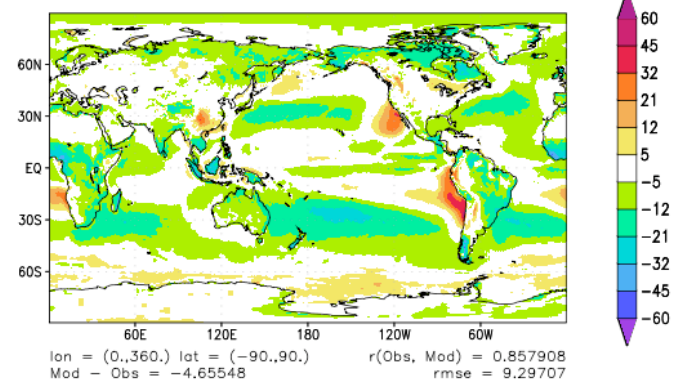 60
45
32
21
12
5
−5
−12
−21
−32
−45
−60
60N
30N
EQ
30S
60S
60E 120E 180 120W 60W
lon = (0.,360.) lat = (−90.,90.) r(Obs, Mod) = 0.857908
Mod − Obs = −4.65548 rmse = 9.29707